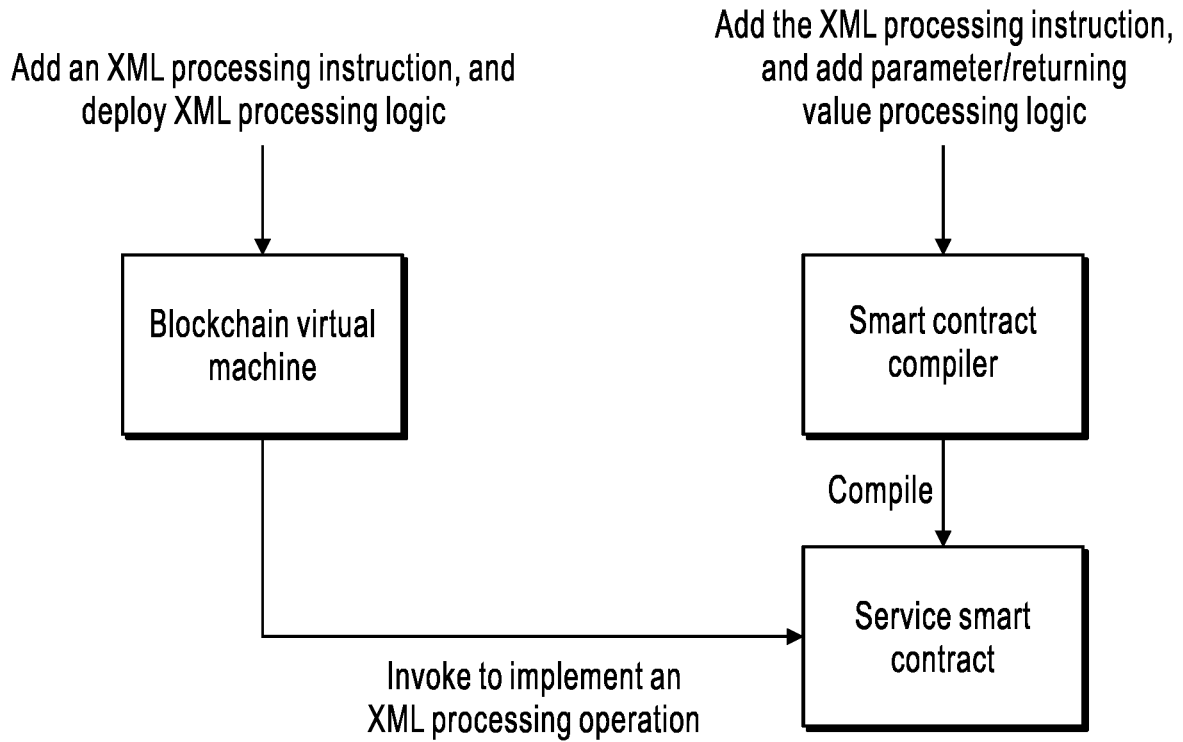 Add an XML processing instruction, and
deploy XML processing logic
Add the XML processing instruction,
and add parameter/returning
value processing logic
Blockchain virtual
machine
Smart contract
compiler
Compile
Service smart
contract
Invoke to implement an
XML processing operation